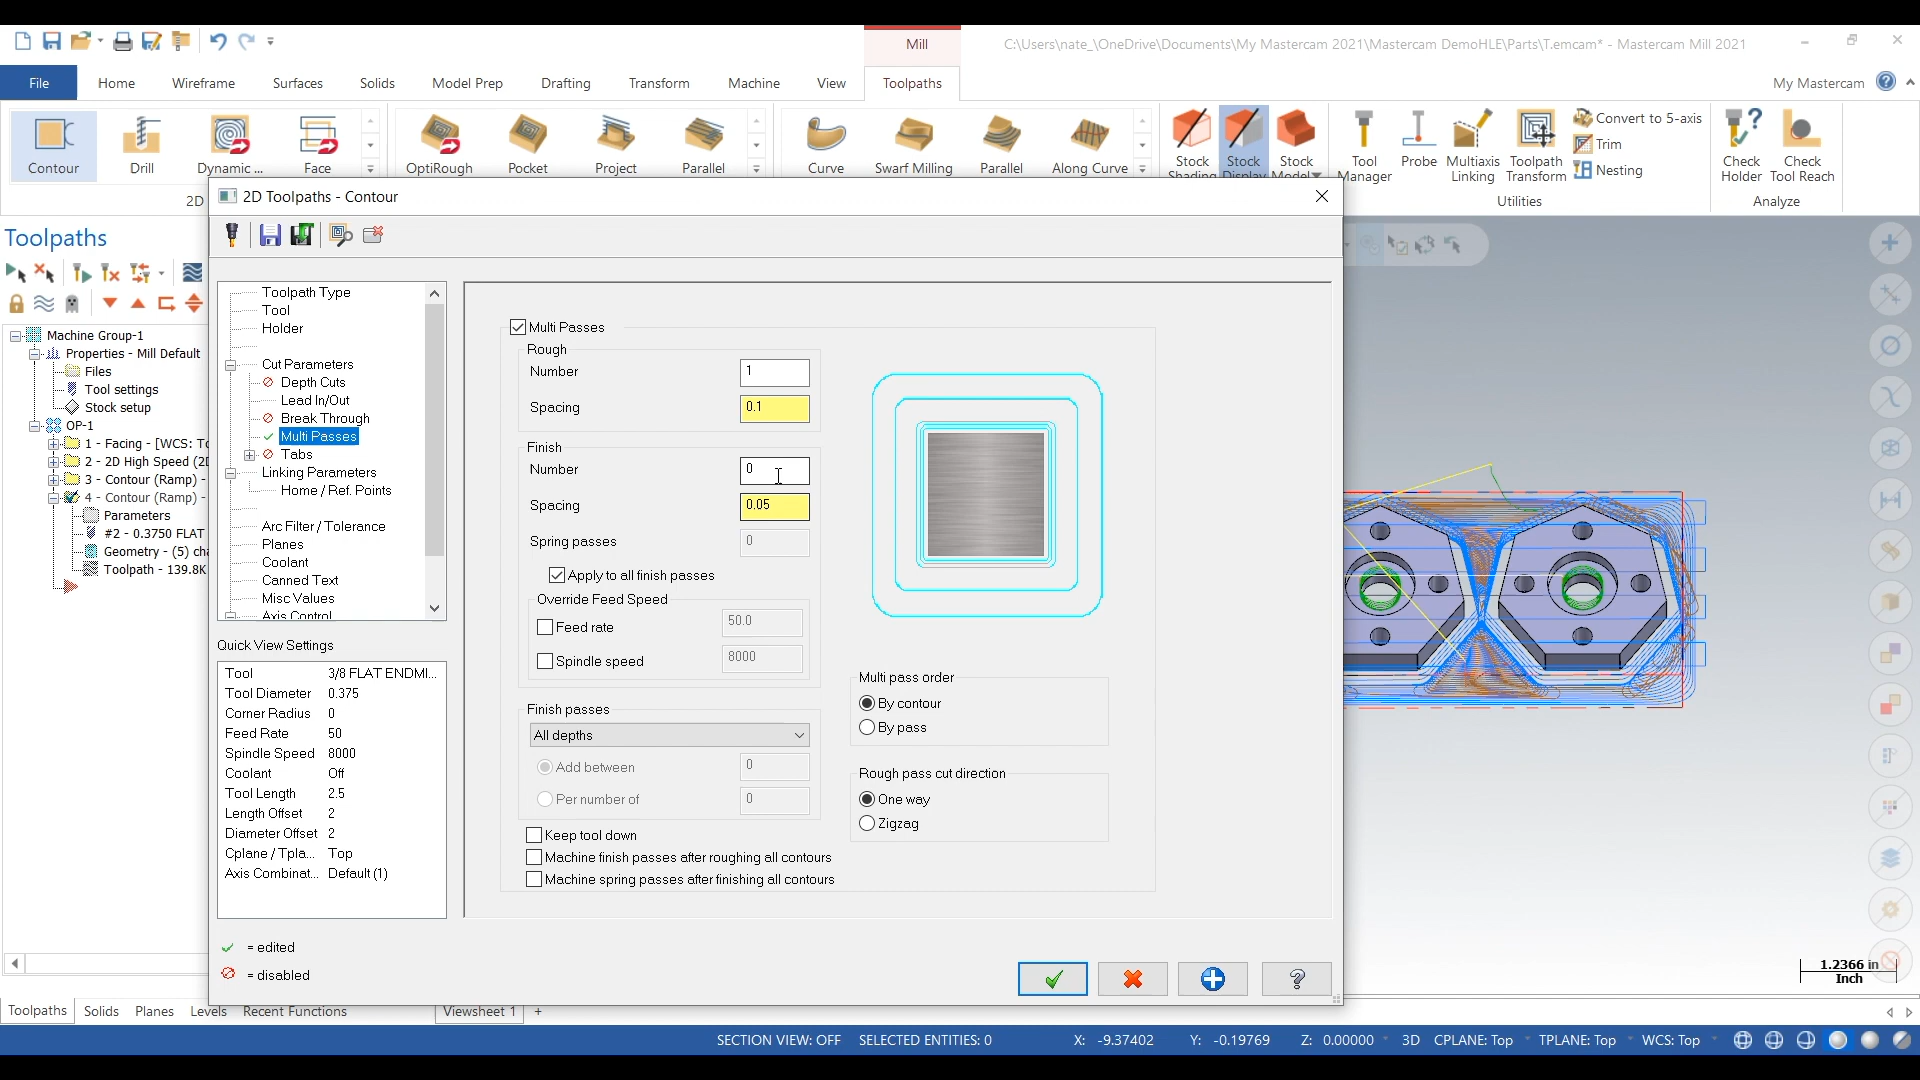 Mill
C:\Users\nate_\OneDrive\Documents\My Mastercam 2021\Mastercam DemoHLE\Parts\T.emcam* - Mastercam Mill 2021
File
Home
Wireframe
Surfaces
Solids
Model Prep
Drafting
Transform
Machine
View
Toolpaths
My Mastercam
Contour
Drill
Dynamic ...
Face
OptiRough
Pocket
Project
Parallel
Curve
Swarf Milling
Parallel
Along Curve
Stock
Shading
Stock
Display
Stock
Model
Tool
Manager
Probe
Multiaxis
Linking
Toolpath
Transform
Convert to 5-axis
Trim
Nesting
Check
Holder
Check
Tool Reach
2D
Utilities
Analyze
Toolpaths
Machine Group-1
Properties - Mill Default
Files
Tool settings
Stock setup
OP-1
1 - Facing - [WCS: To
2 - 2D High Speed (2D
3 - Contour (Ramp) -
4 - Contour (Ramp) -
Parameters
#2 - 0.3750 FLAT
Geometry - (5) cha
Toolpath - 139.8K
2D Toolpaths - Contour
Toolpath Type
Tool
Holder
Cut Parameters
Depth Cuts
Lead In/Out
Break Through
Multi Passes
Tabs
Linking Parameters
Home / Ref. Points
Arc Filter / Tolerance
Planes
Coolant
Canned Text
Misc Values
Axis Control
Quick View Settings
Tool 3/8 FLAT ENDMI...
Tool Diameter 0.375
Corner Radius 0
Feed Rate 50
Spindle Speed 8000
Coolant Off
Tool Length 2.5
Length Offset 2
Diameter Offset 2
Cplane / Tpla... Top
Axis Combinat... Default (1)
= edited
= disabled
Multi Passes
Rough
Number 1
Spacing 0.1
Finish
Number 0
Spacing 0.05
Spring passes 0
Apply to all finish passes
Override Feed Speed
Feed rate 50.0
Spindle speed 8000
Finish passes
All depths
Add between 0
Per number of 0
Keep tool down
Machine finish passes after roughing all contours
Machine spring passes after finishing all contours
Multi pass order
By contour
By pass
Rough pass cut direction
One way
Zigzag
1.2366 in
Inch
Toolpaths
Solids
Planes
Levels
Recent Functions
Viewsheet 1
+
SECTION VIEW: OFF SELECTED ENTITIES: 0 X: -9.37402 Y: -0.19769 Z: 0.00000 3D CPLANE: Top TPLANE: Top WCS: Top